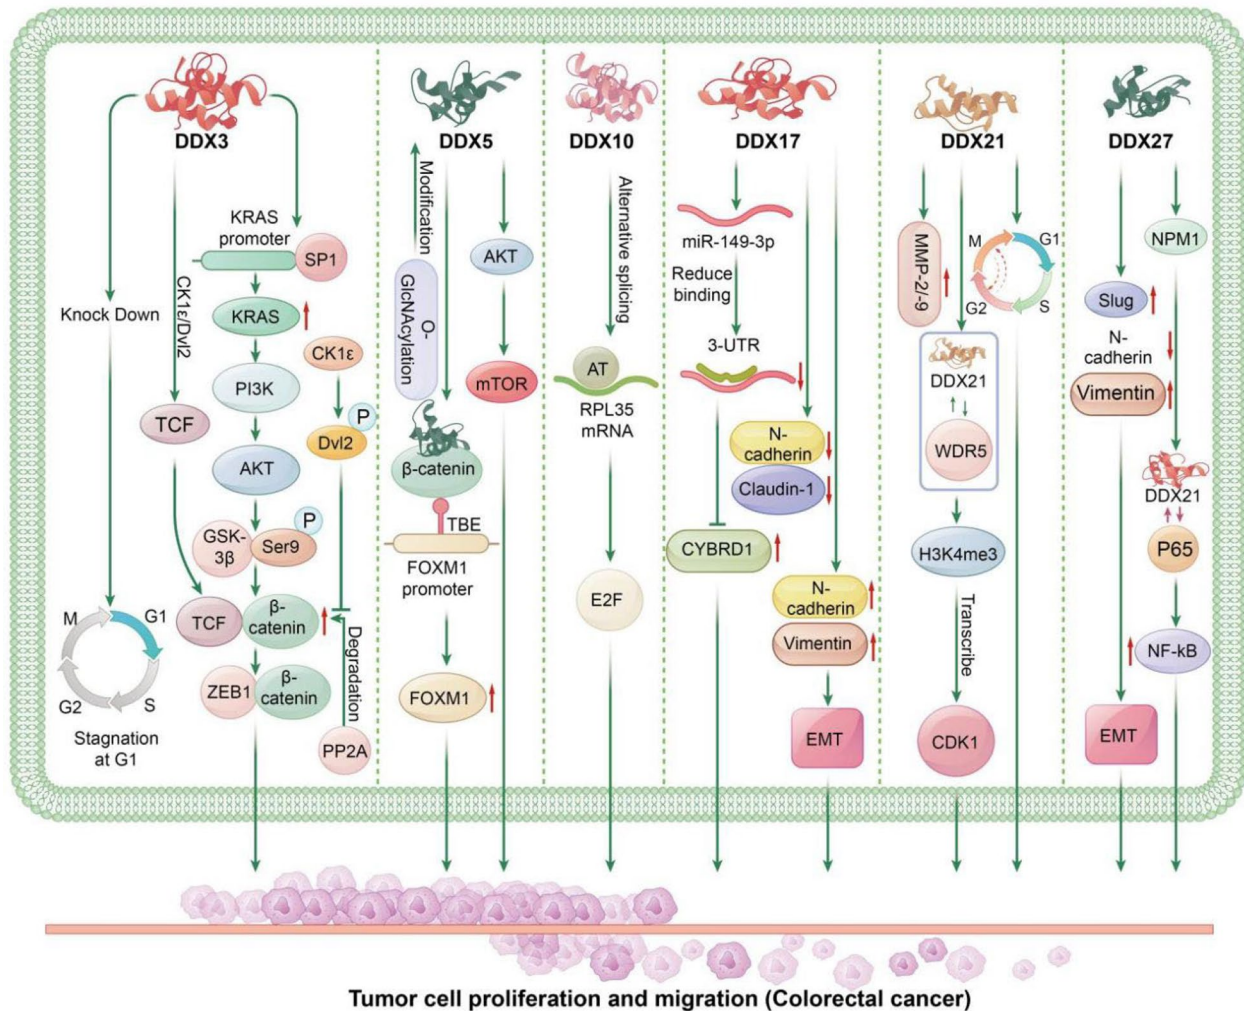 DDX3
KRAS
promoter
SP1
CK1ε/Dvl2
Knock Down
KRAS
CK1ε
PI3K
P
TCF
Dvl2
AKT
P
GSK-
3β
Ser9
TCF
β-
catenin
Degradation
ZEB1
β-
catenin
PP2A
M
G1
G2
S
Stagnation
at G1
DDX5
Modification
O-
GlcNAcylation
AKT
mTOR
β-catenin
TBE
FOXM1
promoter
FOXM1
DDX10
Alternative splicing
AT
RPL35
mRNA
E2F
DDX17
miR-149-3p
Reduce
binding
3-UTR
N-
cadherin
Claudin-1
CYBRD1
N-
cadherin
Vimentin
EMT
DDX21
MMP-2/-9
M
G1
G2
S
DDX21
WDR5
H3K4me3
Transcribe
CDK1
DDX27
NPM1
Slug
N-
cadherin
Vimentin
DDX21
P65
NF-kB
EMT
Tumor cell proliferation and migration (Colorectal cancer)